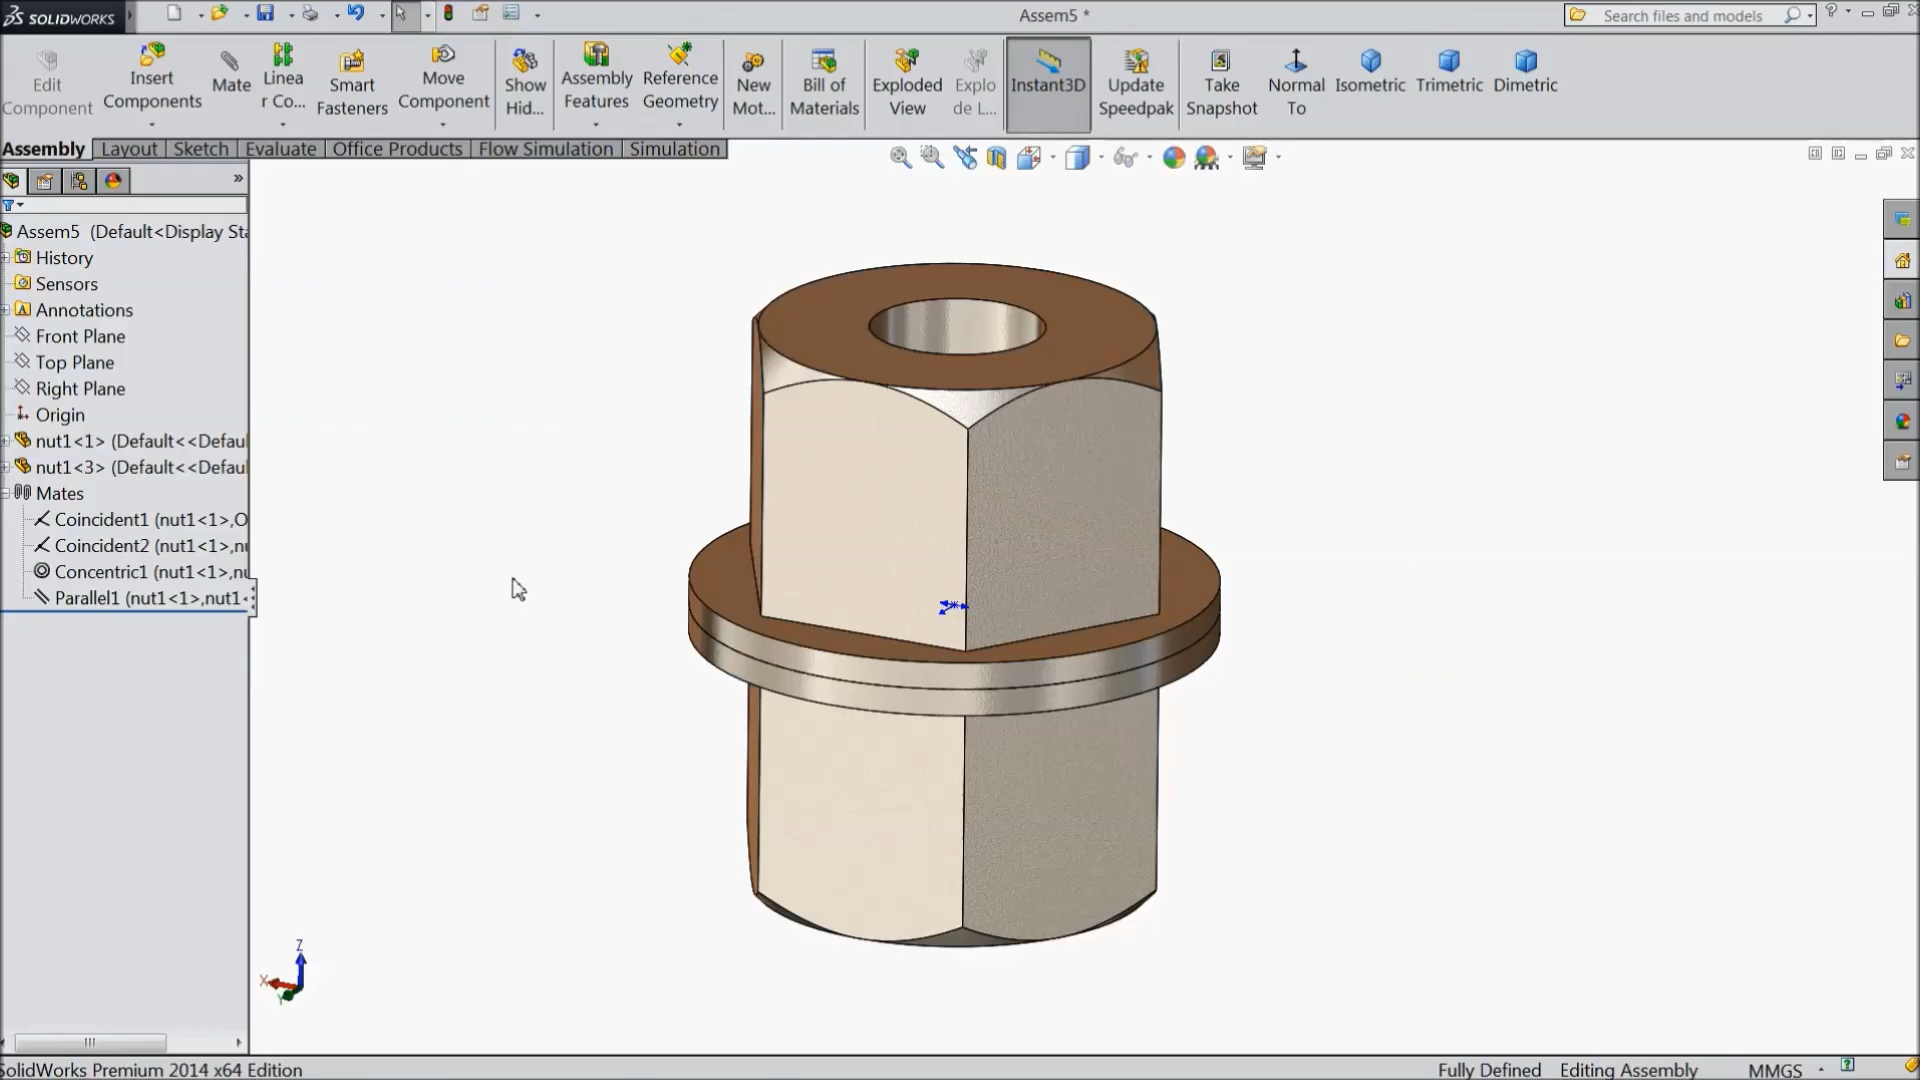 SOLIDWORKS
Assem5 *
Search files and models
Edit Component
Insert Components
Mate
Linea r Co...
Smart Fasteners
Move Component
Show Hid...
Assembly Features
Reference Geometry
New Mot...
Bill of Materials
Exploded View
Explo de L...
Instant3D
Update Speedpak
Take Snapshot
Normal To
Isometric
Trimetric
Dimetric
Assembly
Layout
Sketch
Evaluate
Office Products
Flow Simulation
Simulation
Assem5 (Default<Display Sta
History
Sensors
Annotations
Front Plane
Top Plane
Right Plane
Origin
nut1<1> (Default<<Defau
nut1<3> (Default<<Defau
Mates
Coincident1 (nut1<1>,O
Coincident2 (nut1<1>,nu
Concentric1 (nut1<1>,nu
Parallel1 (nut1<1>,nut1<
Z
X
Y
SolidWorks Premium 2014 x64 Edition
Fully Defined
Editing Assembly
MMGS